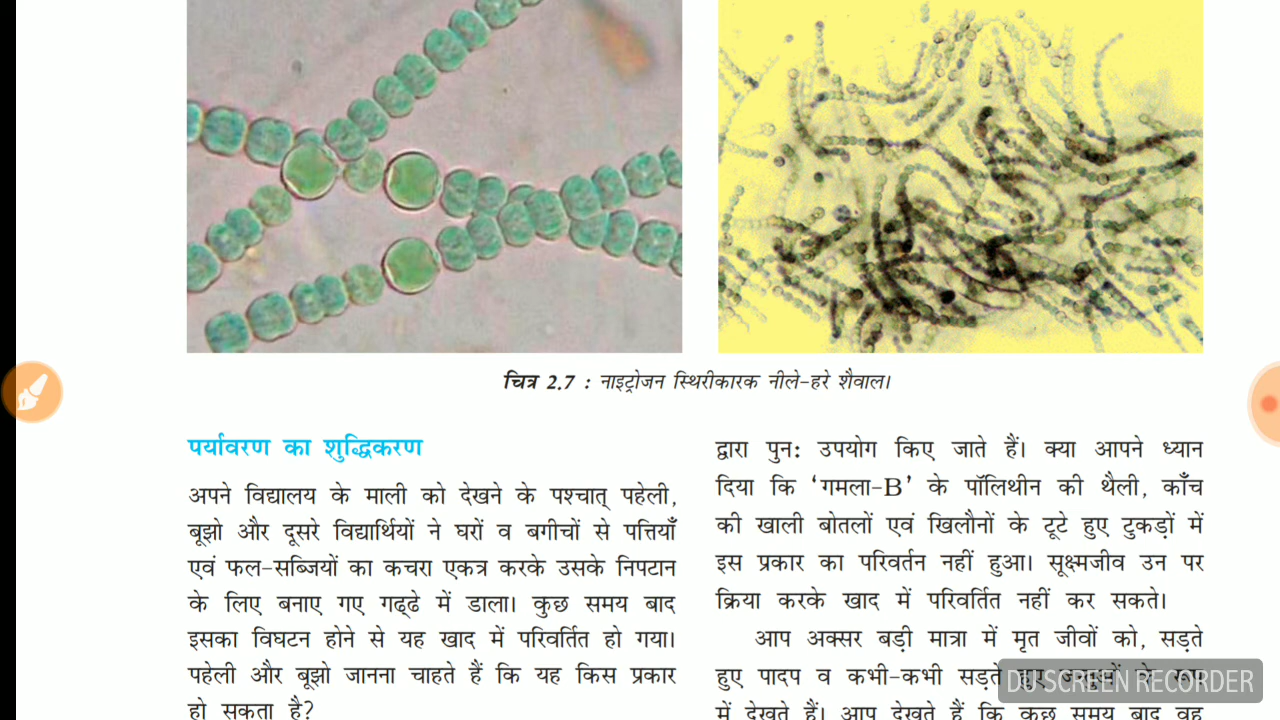 चित्र 2.7 : नाइट्रोजन स्थिरीकारक नीले-हरे शैवाल।
पर्यावरण का शुद्धिकरण
अपने विद्यालय के माली को देखने के पश्चात् पहेली,
बूझो और दूसरे विद्यार्थियों ने घरों व बगीचों से पत्तियाँ
एवं फल-सब्जियों का कचरा एकत्र करके उसके निपटान
के लिए बनाए गए गढ्ढे में डाला। कुछ समय बाद
इसका विघटन होने से यह खाद में परिवर्तित हो गया।
पहेली और बूझो जानना चाहते हैं कि यह किस प्रकार
हो सकता है?
द्वारा पुन: उपयोग किए जाते हैं। क्या आपने ध्यान
दिया कि ‘गमला-B’ के पॉलिथीन की थैली, काँच
की खाली बोतलों एवं खिलौनों के टूटे हुए टुकड़ों में
इस प्रकार का परिवर्तन नहीं हुआ। सूक्ष्मजीव उन पर
क्रिया करके खाद में परिवर्तित नहीं कर सकते।
आप अक्सर बड़ी मात्रा में मृत जीवों को, सड़ते
हुए पादप व कभी-कभी सड़ते हुए जन्तुओं के रूप
में देखते हैं। आप देखते हैं कि कुछ समय बाद वह
DU SCREEN RECORDER